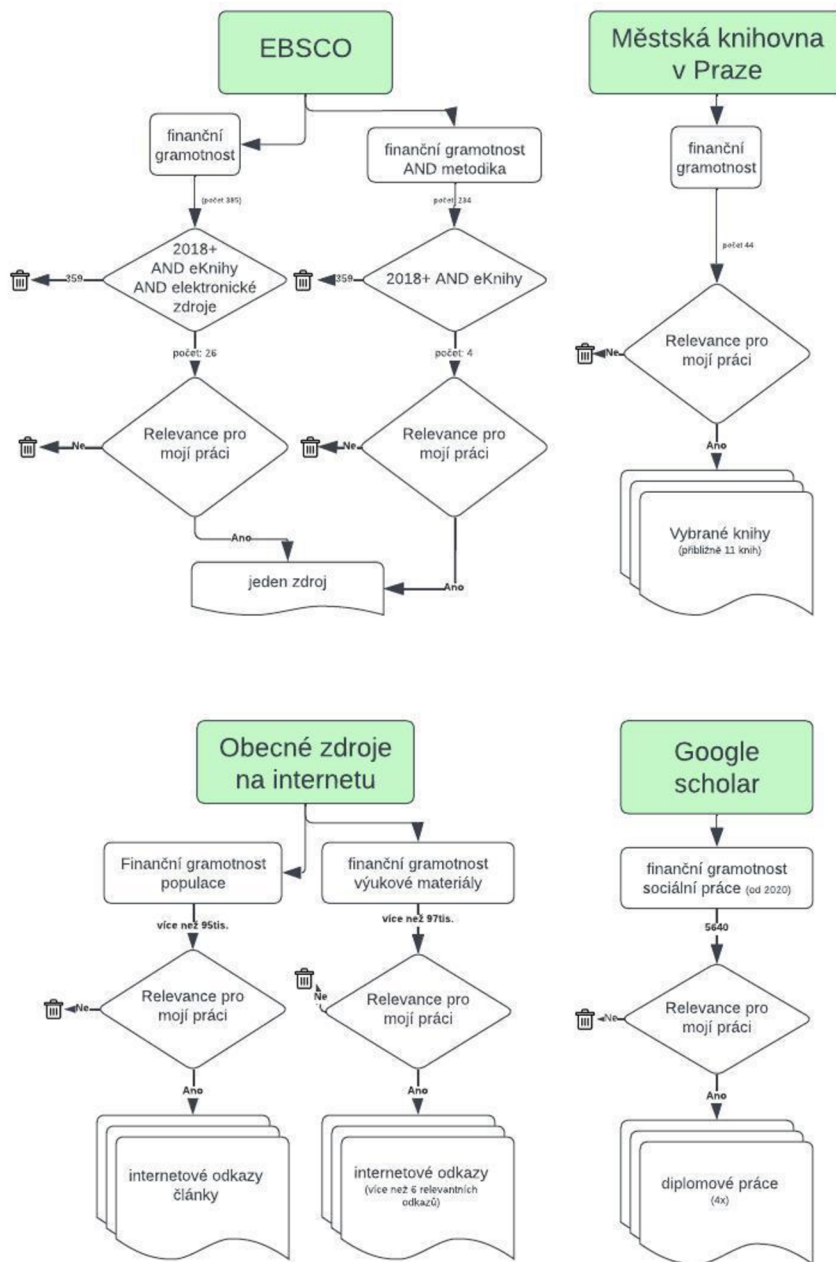 EBSCO
finanční
gramotnost
finanční gramotnost
AND metodika
(počet 385)
počet: 234
2018+
AND eKnihy
AND elektronické
zdroje
359
2018+ AND eKnihy
359
počet: 26
počet: 4
Relevance pro
mojí práci
Ne
Relevance pro
mojí práci
Ne
Ano
Ano
jeden zdroj
Městská knihovna
v Praze
finanční
gramotnost
počet 44
Relevance pro
mojí práci
Ne
Ano
Vybrané knihy
(přibližně 11 knih)
Obecné zdroje
na internetu
Finanční gramotnost
populace
finanční gramotnost
výukové materiály
více než 95tis.
více než 97tis.
Relevance pro
mojí práci
Ne
Relevance pro
mojí práci
Ne
Ano
Ano
internetové odkazy
články
internetové odkazy
(více než 6 relevantních
odkazů)
Google
scholar
finanční gramotnost
sociální práce (od 2020)
5640
Relevance pro
mojí práci
Ne
Ano
diplomové práce
(4x)